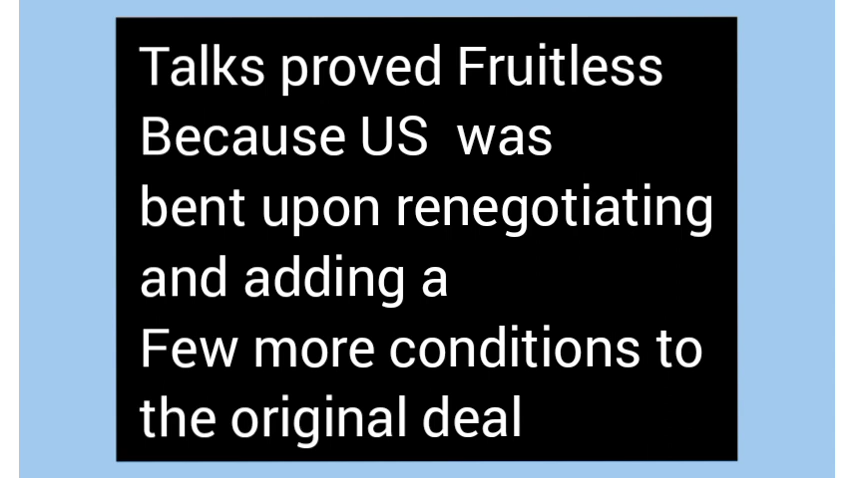 Talks proved Fruitless
Because US  was
bent upon renegotiating
and adding a
Few more conditions to
the original deal